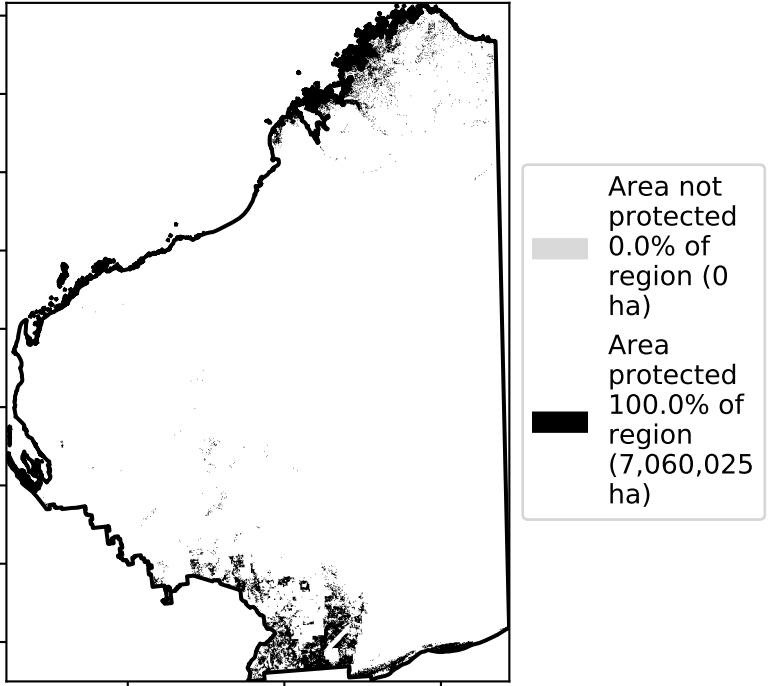 Area not
protected
0.0% of
region (0
ha)
Area
protected
100.0% of
region
(7,060,025
ha)